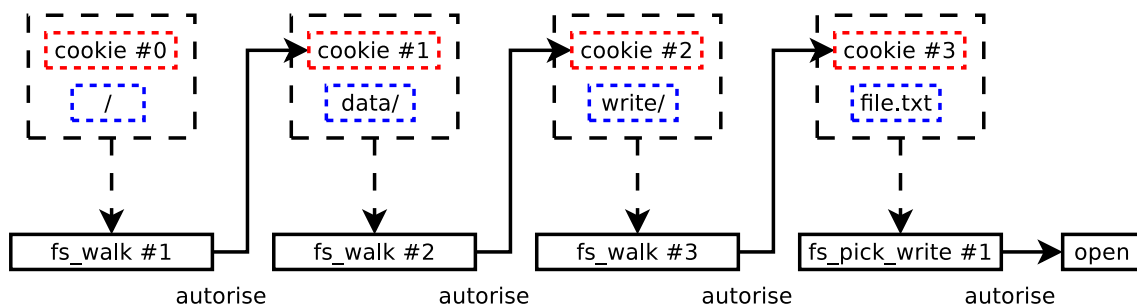 cookie #0 cookie #1 cookie #2 cookie #3
/ data/ write/ file.txt
fs_walk #1 fs_walk #2 fs_walk #3 fs_pick_write #1 open
autorise autorise autorise autorise